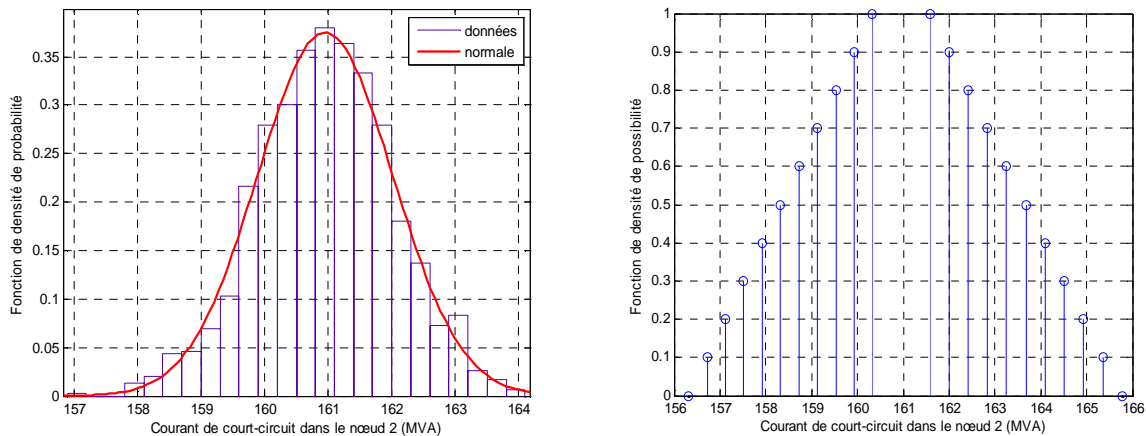 données
normale
0.35
0.3
0.25
0.2
0.15
0.1
0.05
0
Fonction de densité de probabilité
157 158 159 160 161 162 163 164
Courant de court-circuit dans le nœud 2 (MVA)
1
0.9
0.8
0.7
0.6
0.5
0.4
0.3
0.2
0.1
0
Fonction de densité de possibilité
156 157 158 159 160 161 162 163 164 165 166
Courant de court-circuit dans le nœud 2 (MVA)